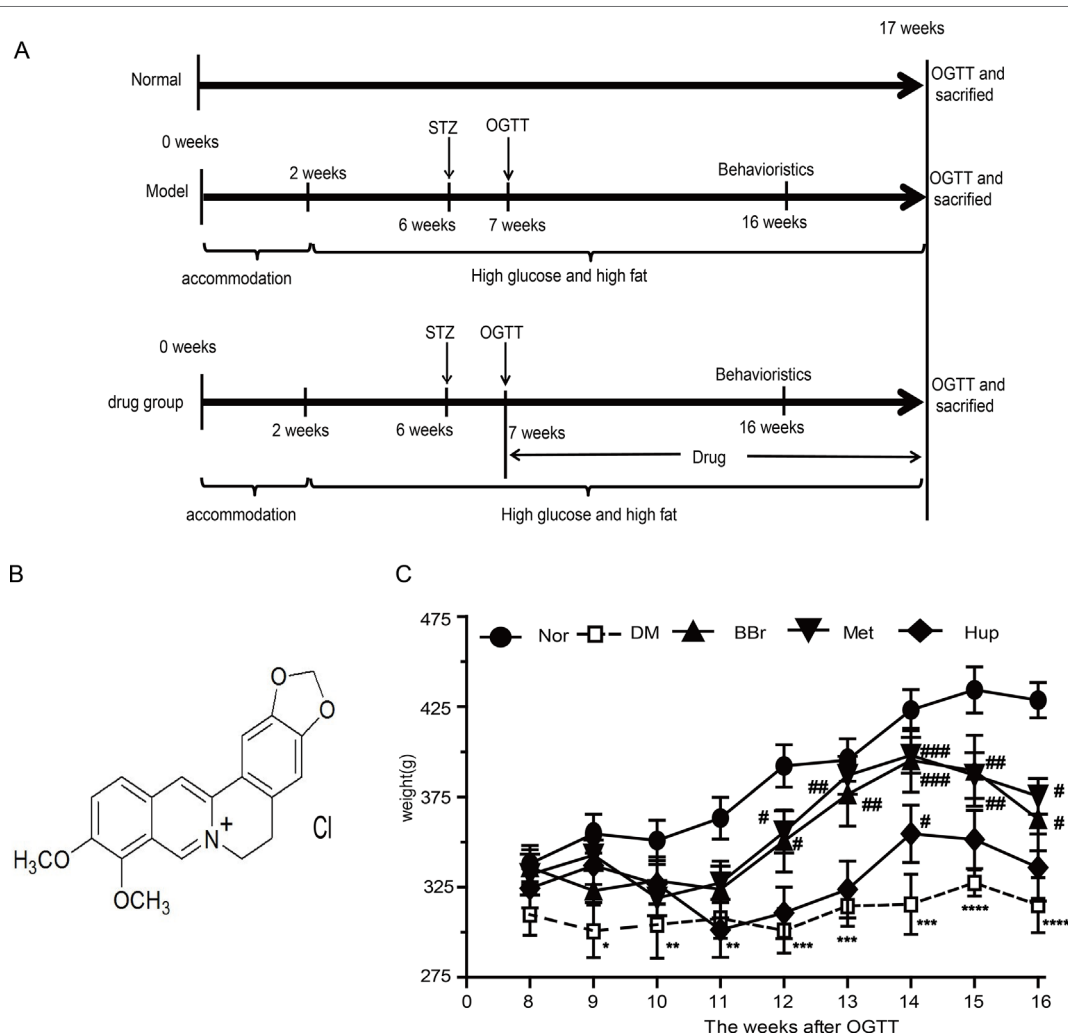 A
17 weeks
Normal
OGTT and
sacrified
0 weeks
STZ
OGTT
Model
2 weeks
Behavioristics
OGTT and
sacrified
6 weeks
7 weeks
16 weeks
accommodation
High glucose and high fat
0 weeks
STZ
OGTT
drug group
Behavioristics
OGTT and
sacrified
2 weeks
6 weeks
7 weeks
16 weeks
Drug
accommodation
High glucose and high fat
B
O
O
N
+
Cl
H₃CO
OCH₃
C
475
425
375
325
275
weight(g)
Nor
DM
BBr
Met
Hup
###
###
##
##
##
##
#
#
#
#
#
*
**
**
***
***
***
****
****
0
8
9
10
11
12
13
14
15
16
The weeks after OGTT